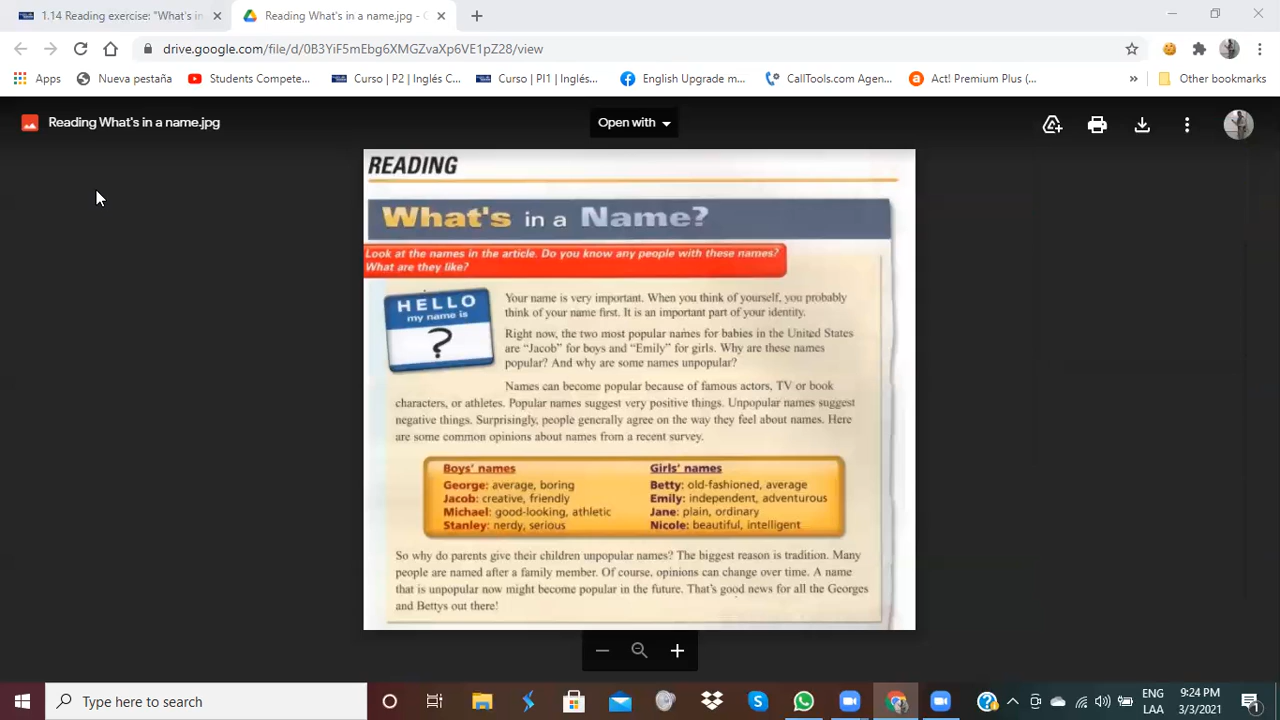 1.14 Reading exercise: "What's in
Reading What's in a name.jpg - G
drive.google.com/file/d/0B3YiF5mEbg6XMGZvaXp6VE1pZ28/view
Apps
Nueva pestaña
Students Compete...
Curso | P2 | Inglés C...
Curso | PI1 | Inglés...
English Upgrade m...
CallTools.com Agen...
Act! Premium Plus (...
»
Other bookmarks
Reading What's in a name.jpg
Open with
READING
What's in a Name?
Look at the names in the article. Do you know any people with these names?
What are they like?
HELLO
my name is
?
Your name is very important. When you think of yourself, you probably
think of your name first. It is an important part of your identity.
Right now, the two most popular names for babies in the United States
are “Jacob” for boys and “Emily” for girls. Why are these names
popular? And why are some names unpopular?
Names can become popular because of famous actors, TV or book
characters, or athletes. Popular names suggest very positive things. Unpopular names suggest
negative things. Surprisingly, people generally agree on the way they feel about names. Here
are some common opinions about names from a recent survey.
Boys' names
George: average, boring
Jacob: creative, friendly
Michael: good-looking, athletic
Stanley: nerdy, serious
Girls' names
Betty: old-fashioned, average
Emily: independent, adventurous
Jane: plain, ordinary
Nicole: beautiful, intelligent
So why do parents give their children unpopular names? The biggest reason is tradition. Many
people are named after a family member. Of course, opinions can change over time. A name
that is unpopular now might become popular in the future. That's good news for all the Georges
and Bettys out there!
Type here to search
ENG
LAA
9:24 PM
3/3/2021